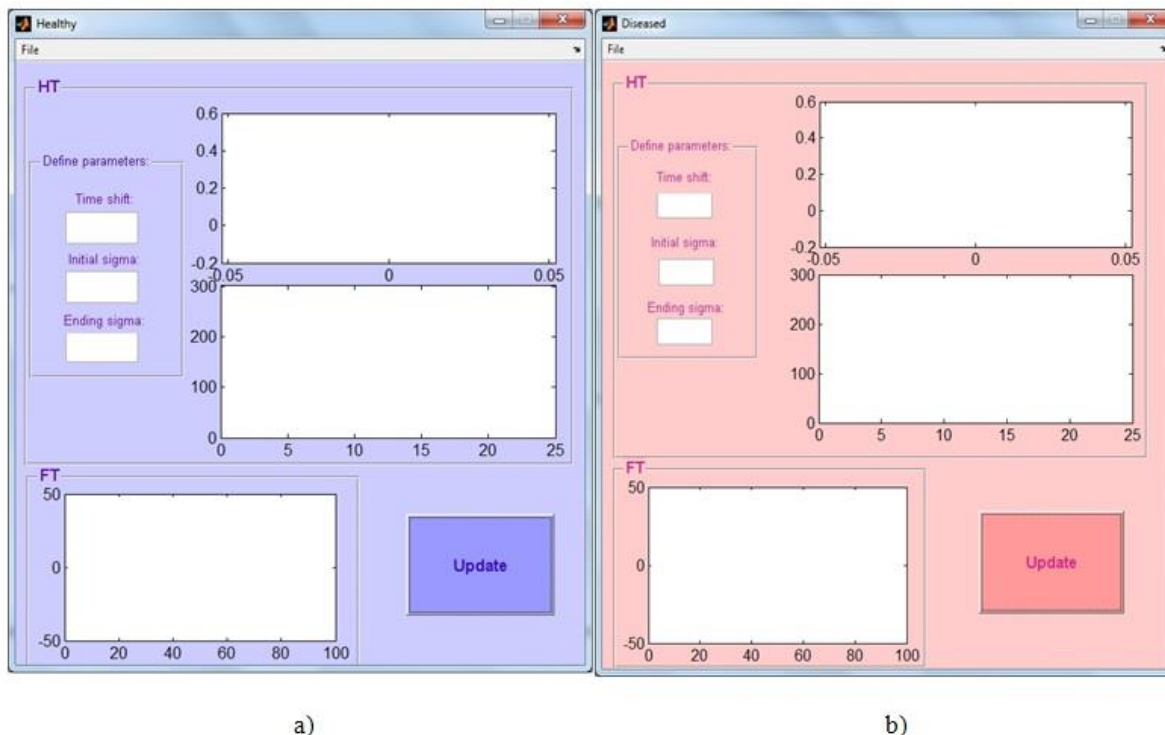 Healthy
File
HT
Define parameters:
Time shift:
Initial sigma:
Ending sigma:
0.6
0.4
0.2
0
-0.2
-0.05 0 0.05
300
200
100
0
0 5 10 15 20 25
FT
50
0
-50
0 20 40 60 80 100
Update
Diseased
File
HT
Define parameters:
Time shift:
Initial sigma:
Ending sigma:
0.6
0.4
0.2
0
-0.2
-0.05 0 0.05
300
200
100
0
0 5 10 15 20 25
FT
50
0
-50
0 20 40 60 80 100
Update
a) b)